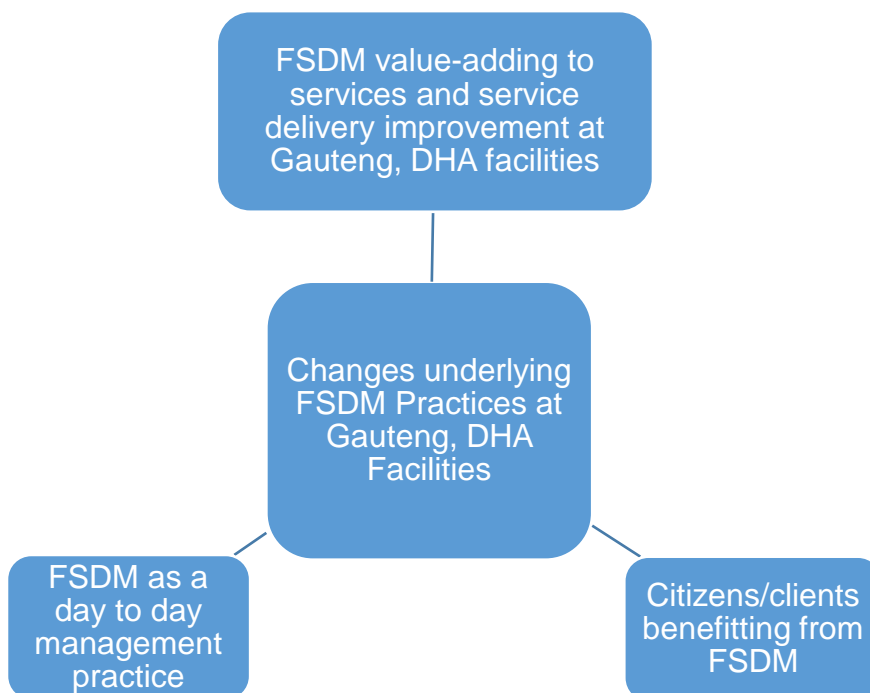 FSDM value-adding to
services and service
delivery improvement at
Gauteng, DHA facilities
Changes underlying
FSDM Practices at
Gauteng, DHA
Facilities
FSDM as a
day to day
management
practice
Citizens/clients
benefitting from
FSDM